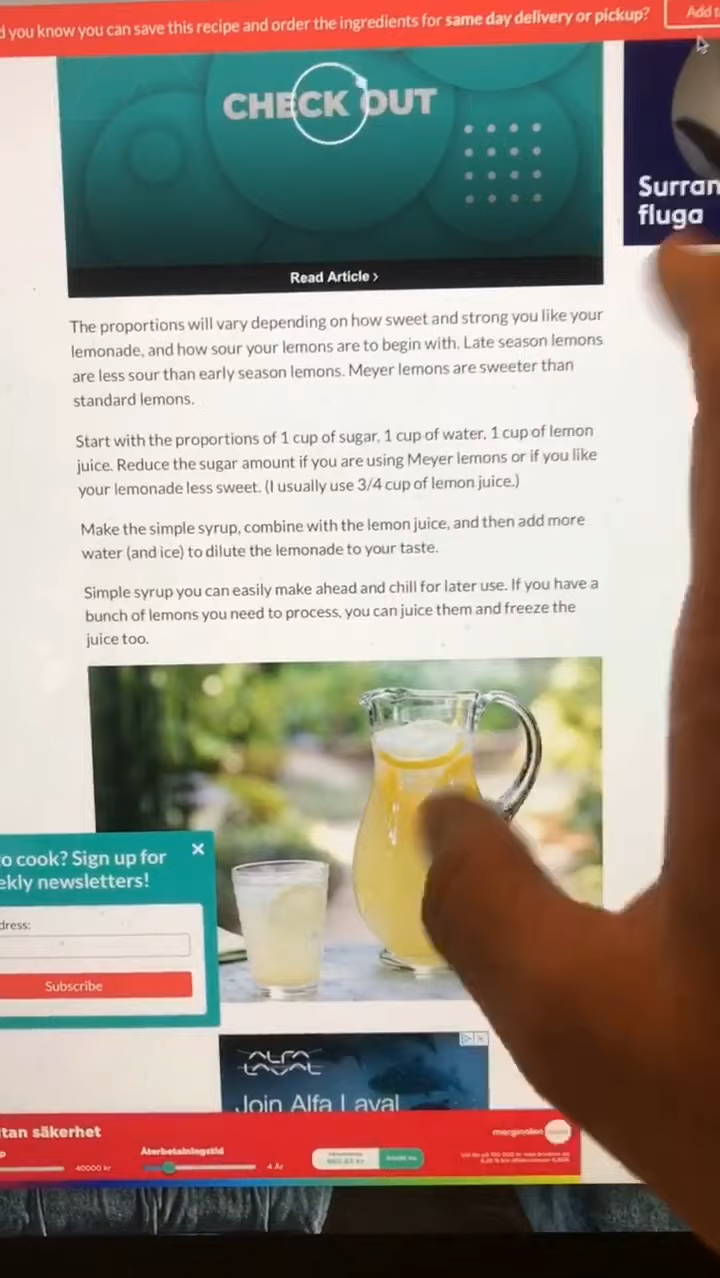 d you know you can save this recipe and order the ingredients for same day delivery or pickup?
Add t
CHECK OUT
Surran
fluga
Read Article >
The proportions will vary depending on how sweet and strong you like your
lemonade, and how sour your lemons are to begin with. Late season lemons
are less sour than early season lemons. Meyer lemons are sweeter than
standard lemons.
Start with the proportions of 1 cup of sugar, 1 cup of water, 1 cup of lemon
juice. Reduce the sugar amount if you are using Meyer lemons or if you like
your lemonade less sweet. (I usually use 3/4 cup of lemon juice.)
Make the simple syrup, combine with the lemon juice, and then add more
water (and ice) to dilute the lemonade to your taste.
Simple syrup you can easily make ahead and chill for later use. If you have a
bunch of lemons you need to process, you can juice them and freeze the
juice too.
o cook? Sign up for
ekly newsletters!
dress:
Subscribe
ALFA
LAVAL
Join Alfa Laval
tan säkerhet
Återbetalningstid
40000 kr
4 År
marginalen